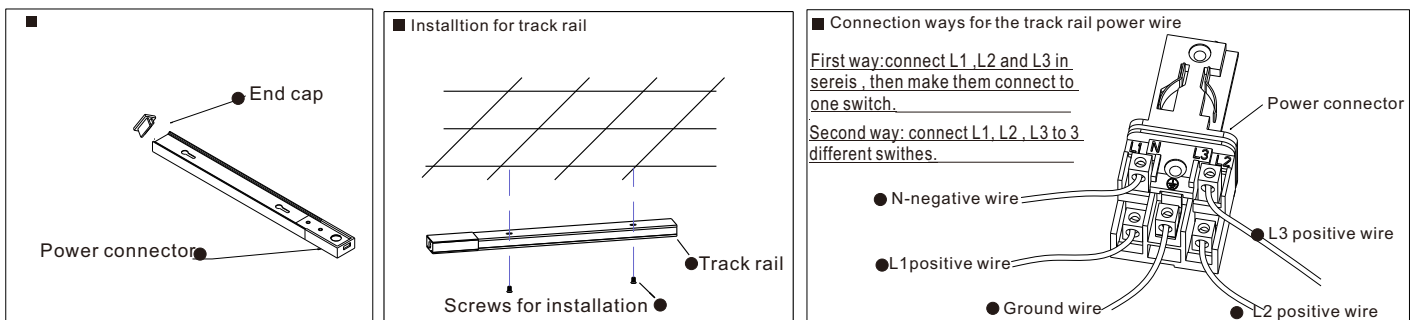 End cap
Power connector
Installtion for track rail
Track rail
Screws for installation
Connection ways for the track rail power wire
First way:connect L1 ,L2 and L3 in
sereis , then make them connect to
one switch.
Second way: connect L1, L2 , L3 to 3
different swithes.
Power connector
L1 N L3 L2
N-negative wire
L3 positive wire
L1positive wire
Ground wire
L2 positive wire